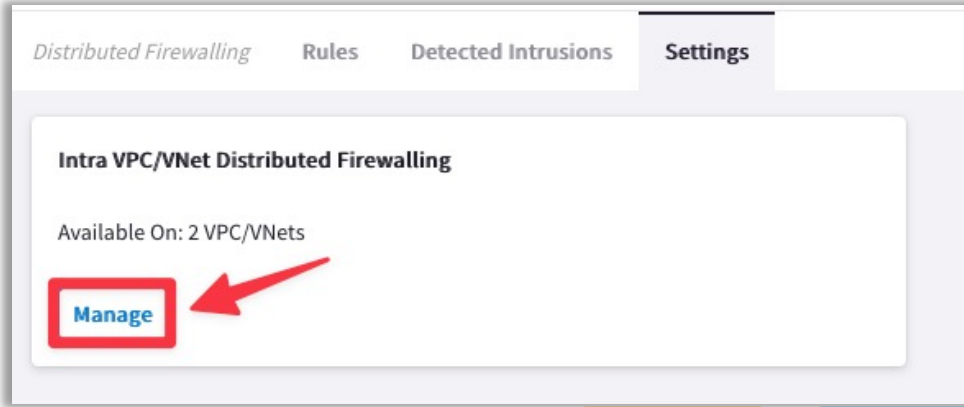 Distributed Firewalling Rules Detected Intrusions Settings
Intra VPC/VNet Distributed Firewalling
Available On: 2 VPC/VNets
Manage